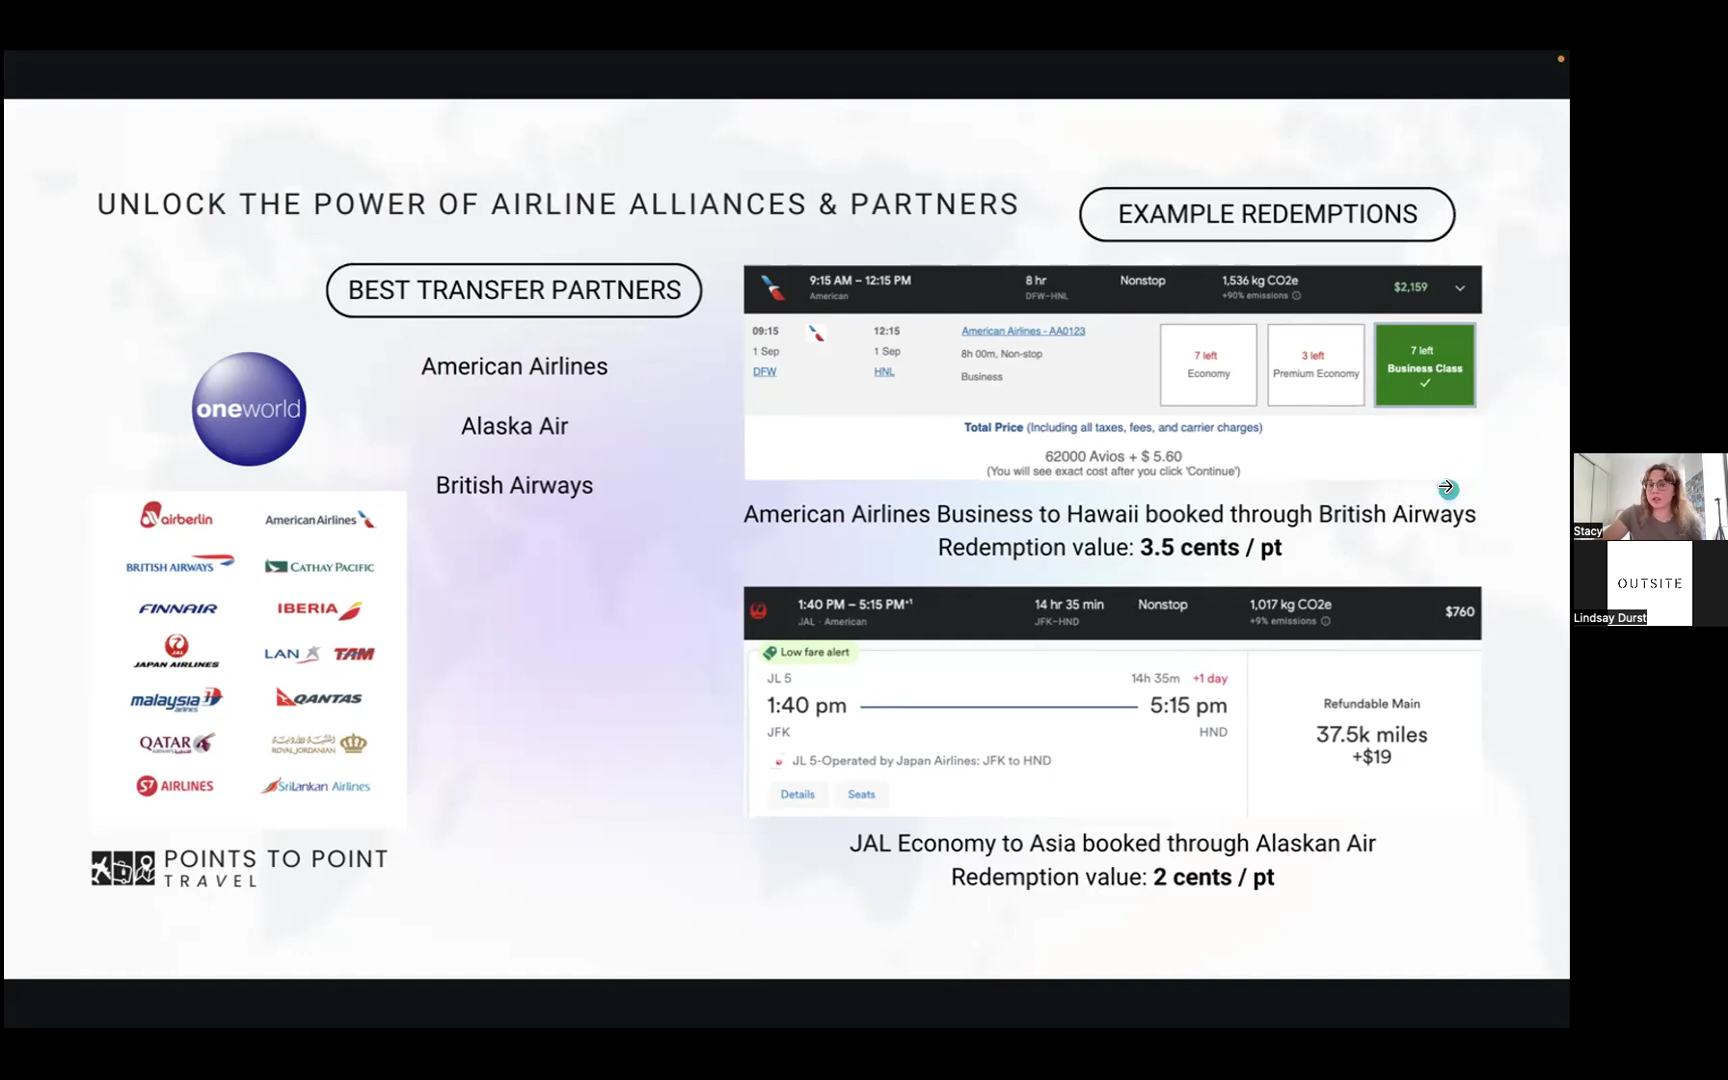 UNLOCK THE POWER OF AIRLINE ALLIANCES & PARTNERS
EXAMPLE REDEMPTIONS
BEST TRANSFER PARTNERS
American Airlines
Alaska Air
British Airways
oneworld
airberlin
American Airlines
BRITISH AIRWAYS
CATHAY PACIFIC
FINNAIR
IBERIA
JAL
JAPAN AIRLINES
LAN TAM
malaysia
airlines
QANTAS
QATAR
AIRWAYS
ROYAL JORDANIAN
S7 AIRLINES
SriLankan Airlines
POINTS TO POINT
TRAVEL
9:15 AM – 12:15 PM 8 hr Nonstop 1,536 kg CO2e $2,159
American DFW–HNL +90% emissions
09:15 12:15 American Airlines - AA0123
1 Sep 1 Sep 8h 00m, Non-stop
DFW HNL Business
7 left
Economy
3 left
Premium Economy
7 left
Business Class
Total Price (Including all taxes, fees, and carrier charges)
62000 Avios + $ 5.60
(You will see exact cost after you click 'Continue')
American Airlines Business to Hawaii booked through British Airways
Redemption value: 3.5 cents / pt
1:40 PM – 5:15 PM+1 14 hr 35 min Nonstop 1,017 kg CO2e $760
JAL · American JFK–HND +9% emissions
Low fare alert
JL 5 14h 35m +1 day
1:40 pm 5:15 pm
JFK HND
JL 5-Operated by Japan Airlines: JFK to HND
Details Seats
Refundable Main
37.5k miles
+$19
JAL Economy to Asia booked through Alaskan Air
Redemption value: 2 cents / pt
Stacy
OUTSITE
Lindsay Durst